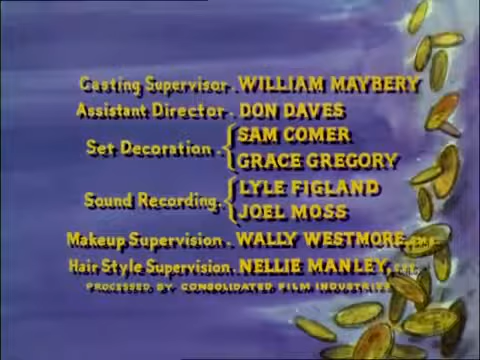 Casting Supervisor. WILLIAM MAYBERY
Assistant Director. DON DAVES
Set Decoration. SAM COMER
GRACE GREGORY
Sound Recording. LYLE FIGLAND
JOEL MOSS
Makeup Supervision. WALLY WESTMORE,
Hair Style Supervision. NELLIE MANLEY,
PROCESSED BY CONSOLIDATED FILM INDUSTRIES